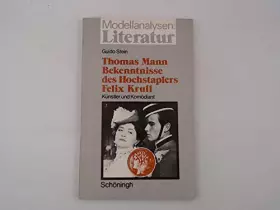 Modellanalysen:
Literatur
Guido Stein
Thomas Mann
Bekenntnisse
des Hochstaplers
Felix Krull
Künstler und Komödiant
Schöningh